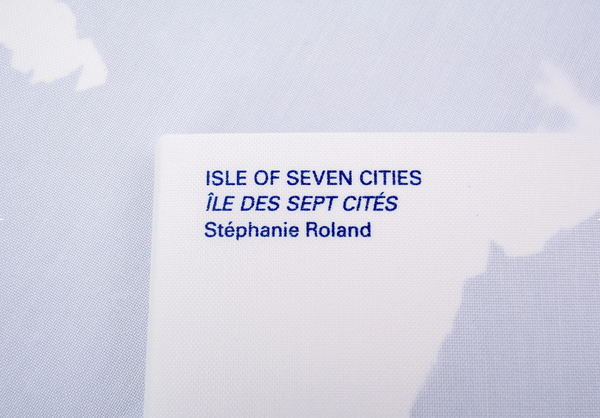 ISLE OF SEVEN CITIES
ÎLE DES SEPT CITÉS
Stéphanie Roland